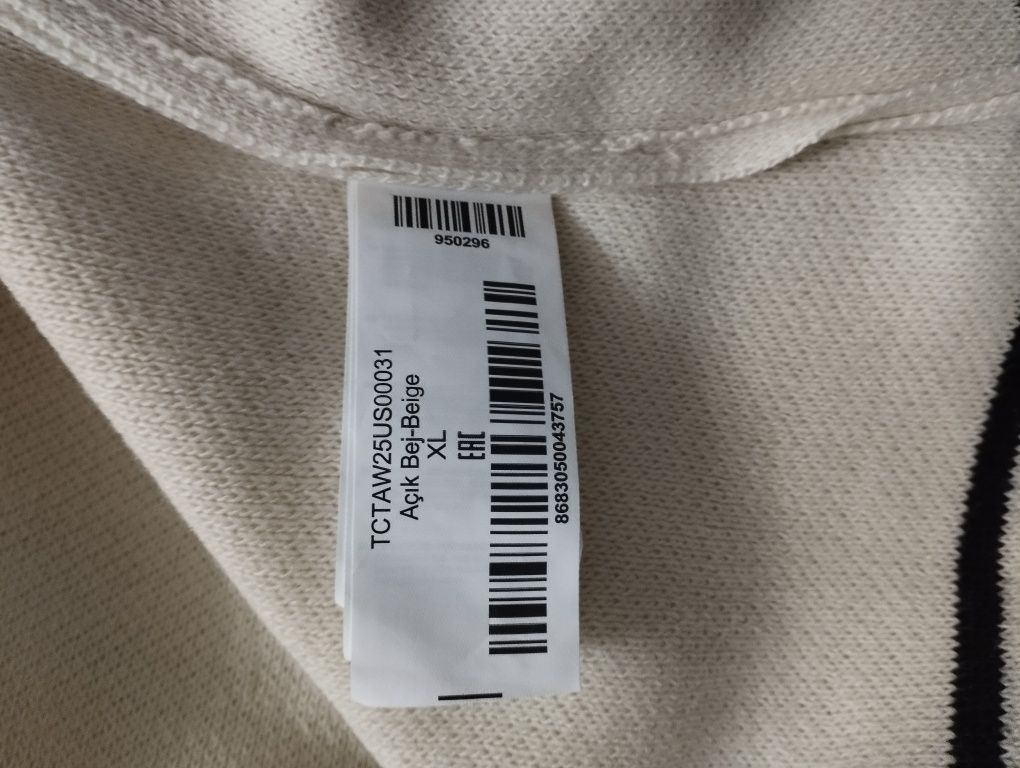 950296
TCTAW25US00031
Açık Bej-Beige
XL
EAC
8683050043757